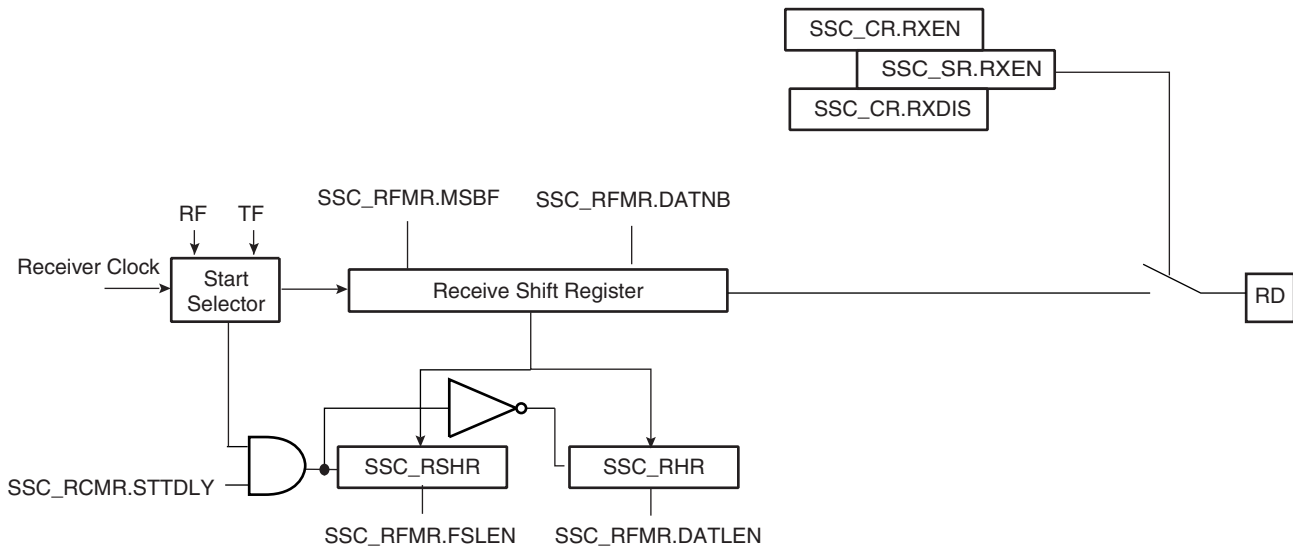 SSC_CR.RXEN
SSC_SR.RXEN
SSC_CR.RXDIS
SSC_RFMR.MSBF
SSC_RFMR.DATNB
RF
TF
Receiver Clock
Start
Selector
Receive Shift Register
RD
SSC_RSHR
SSC_RHR
SSC_RCMR.STTDLY
SSC_RFMR.FSLEN
SSC_RFMR.DATLEN